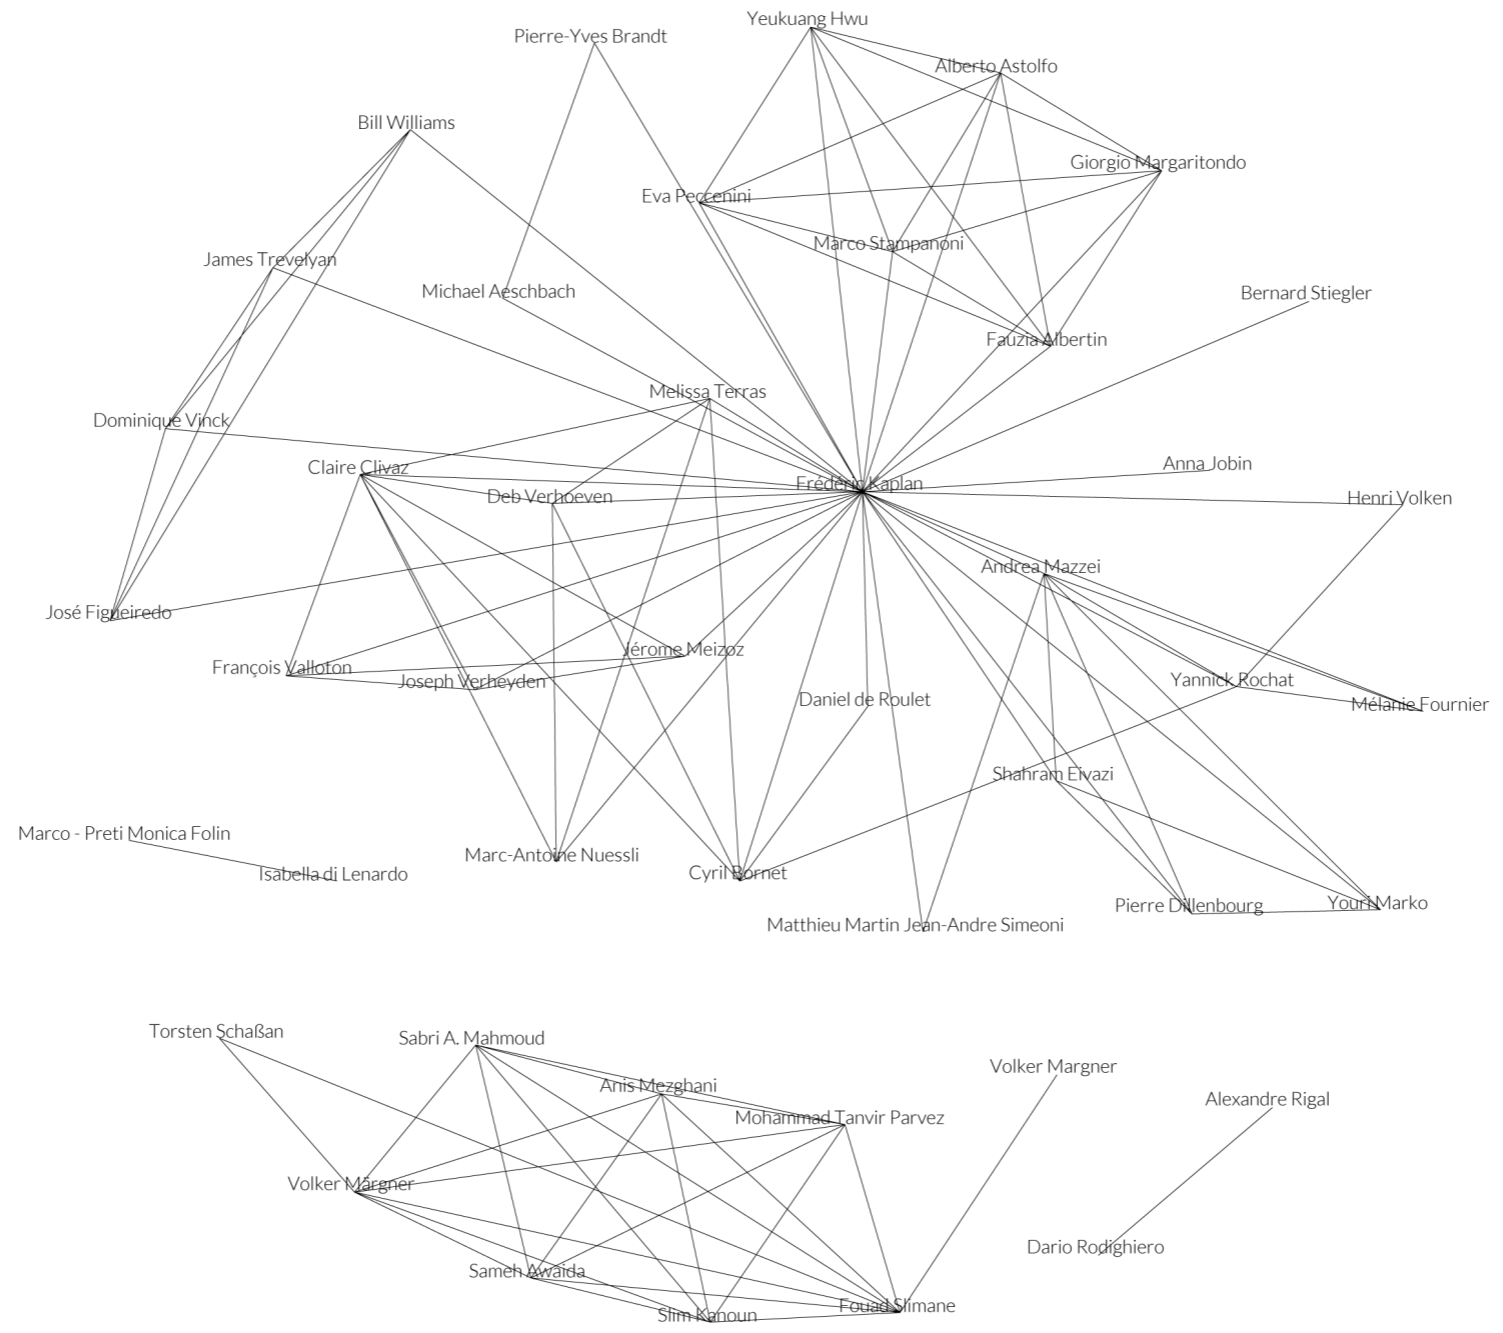 Yeukuang Hwu
Pierre-Yves Brandt
Alberto Astolfo
Bill Williams
Giorgio Margaritondo
Eva Peccenini
Marco Stampanoni
James Trevelyan
Michael Aeschbach
Bernard Stiegler
Fauzia Albertin
Melissa Terras
Dominique Vinck
Claire Clivaz
Anna Jobin
Frédéric Kaplan
Deb Verhoeven
Henri Volken
Andrea Mazzei
José Figueiredo
Jérome Meizoz
François Valloton
Joseph Verheyden
Yannick Rochat
Daniel de Roulet
Mélanie Fournier
Shahram Eivazi
Marco - Preti Monica Folin
Marc-Antoine Nuessli
Isabella di Lenardo
Cyril Bornet
Youri Marko
Pierre Dillenbourg
Matthieu Martin Jean-Andre Simeoni
Torsten Schaßan
Sabri A. Mahmoud
Volker Margner
Anis Mezghani
Alexandre Rigal
Mohammad Tanvir Parvez
Volker Märgner
Dario Rodighiero
Sameh Awaida
Fouad Slimane
Slim Kanoun